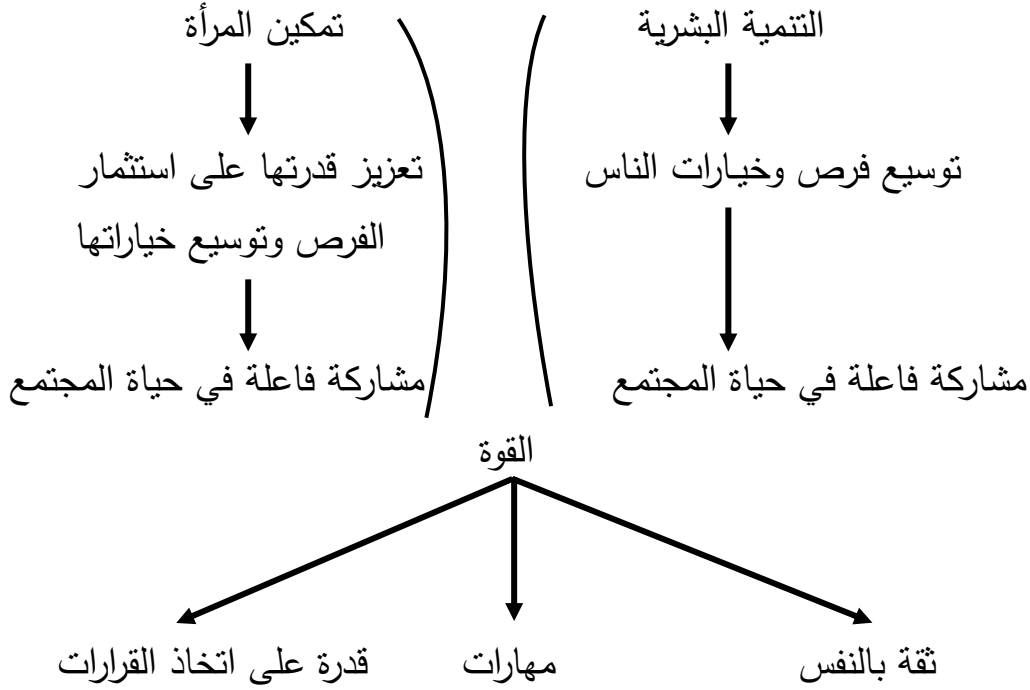 التنمية البشرية
توسيع فرص وخيارات الناس
مشاركة فاعلة في حياة المجتمع
تمكين المرأة
تعزيز قدرتها على استثمار
الفرص وتوسيع خياراتها
مشاركة فاعلة في حياة المجتمع
القوة
ثقة بالنفس
مهارات
قدرة على اتخاذ القرارات